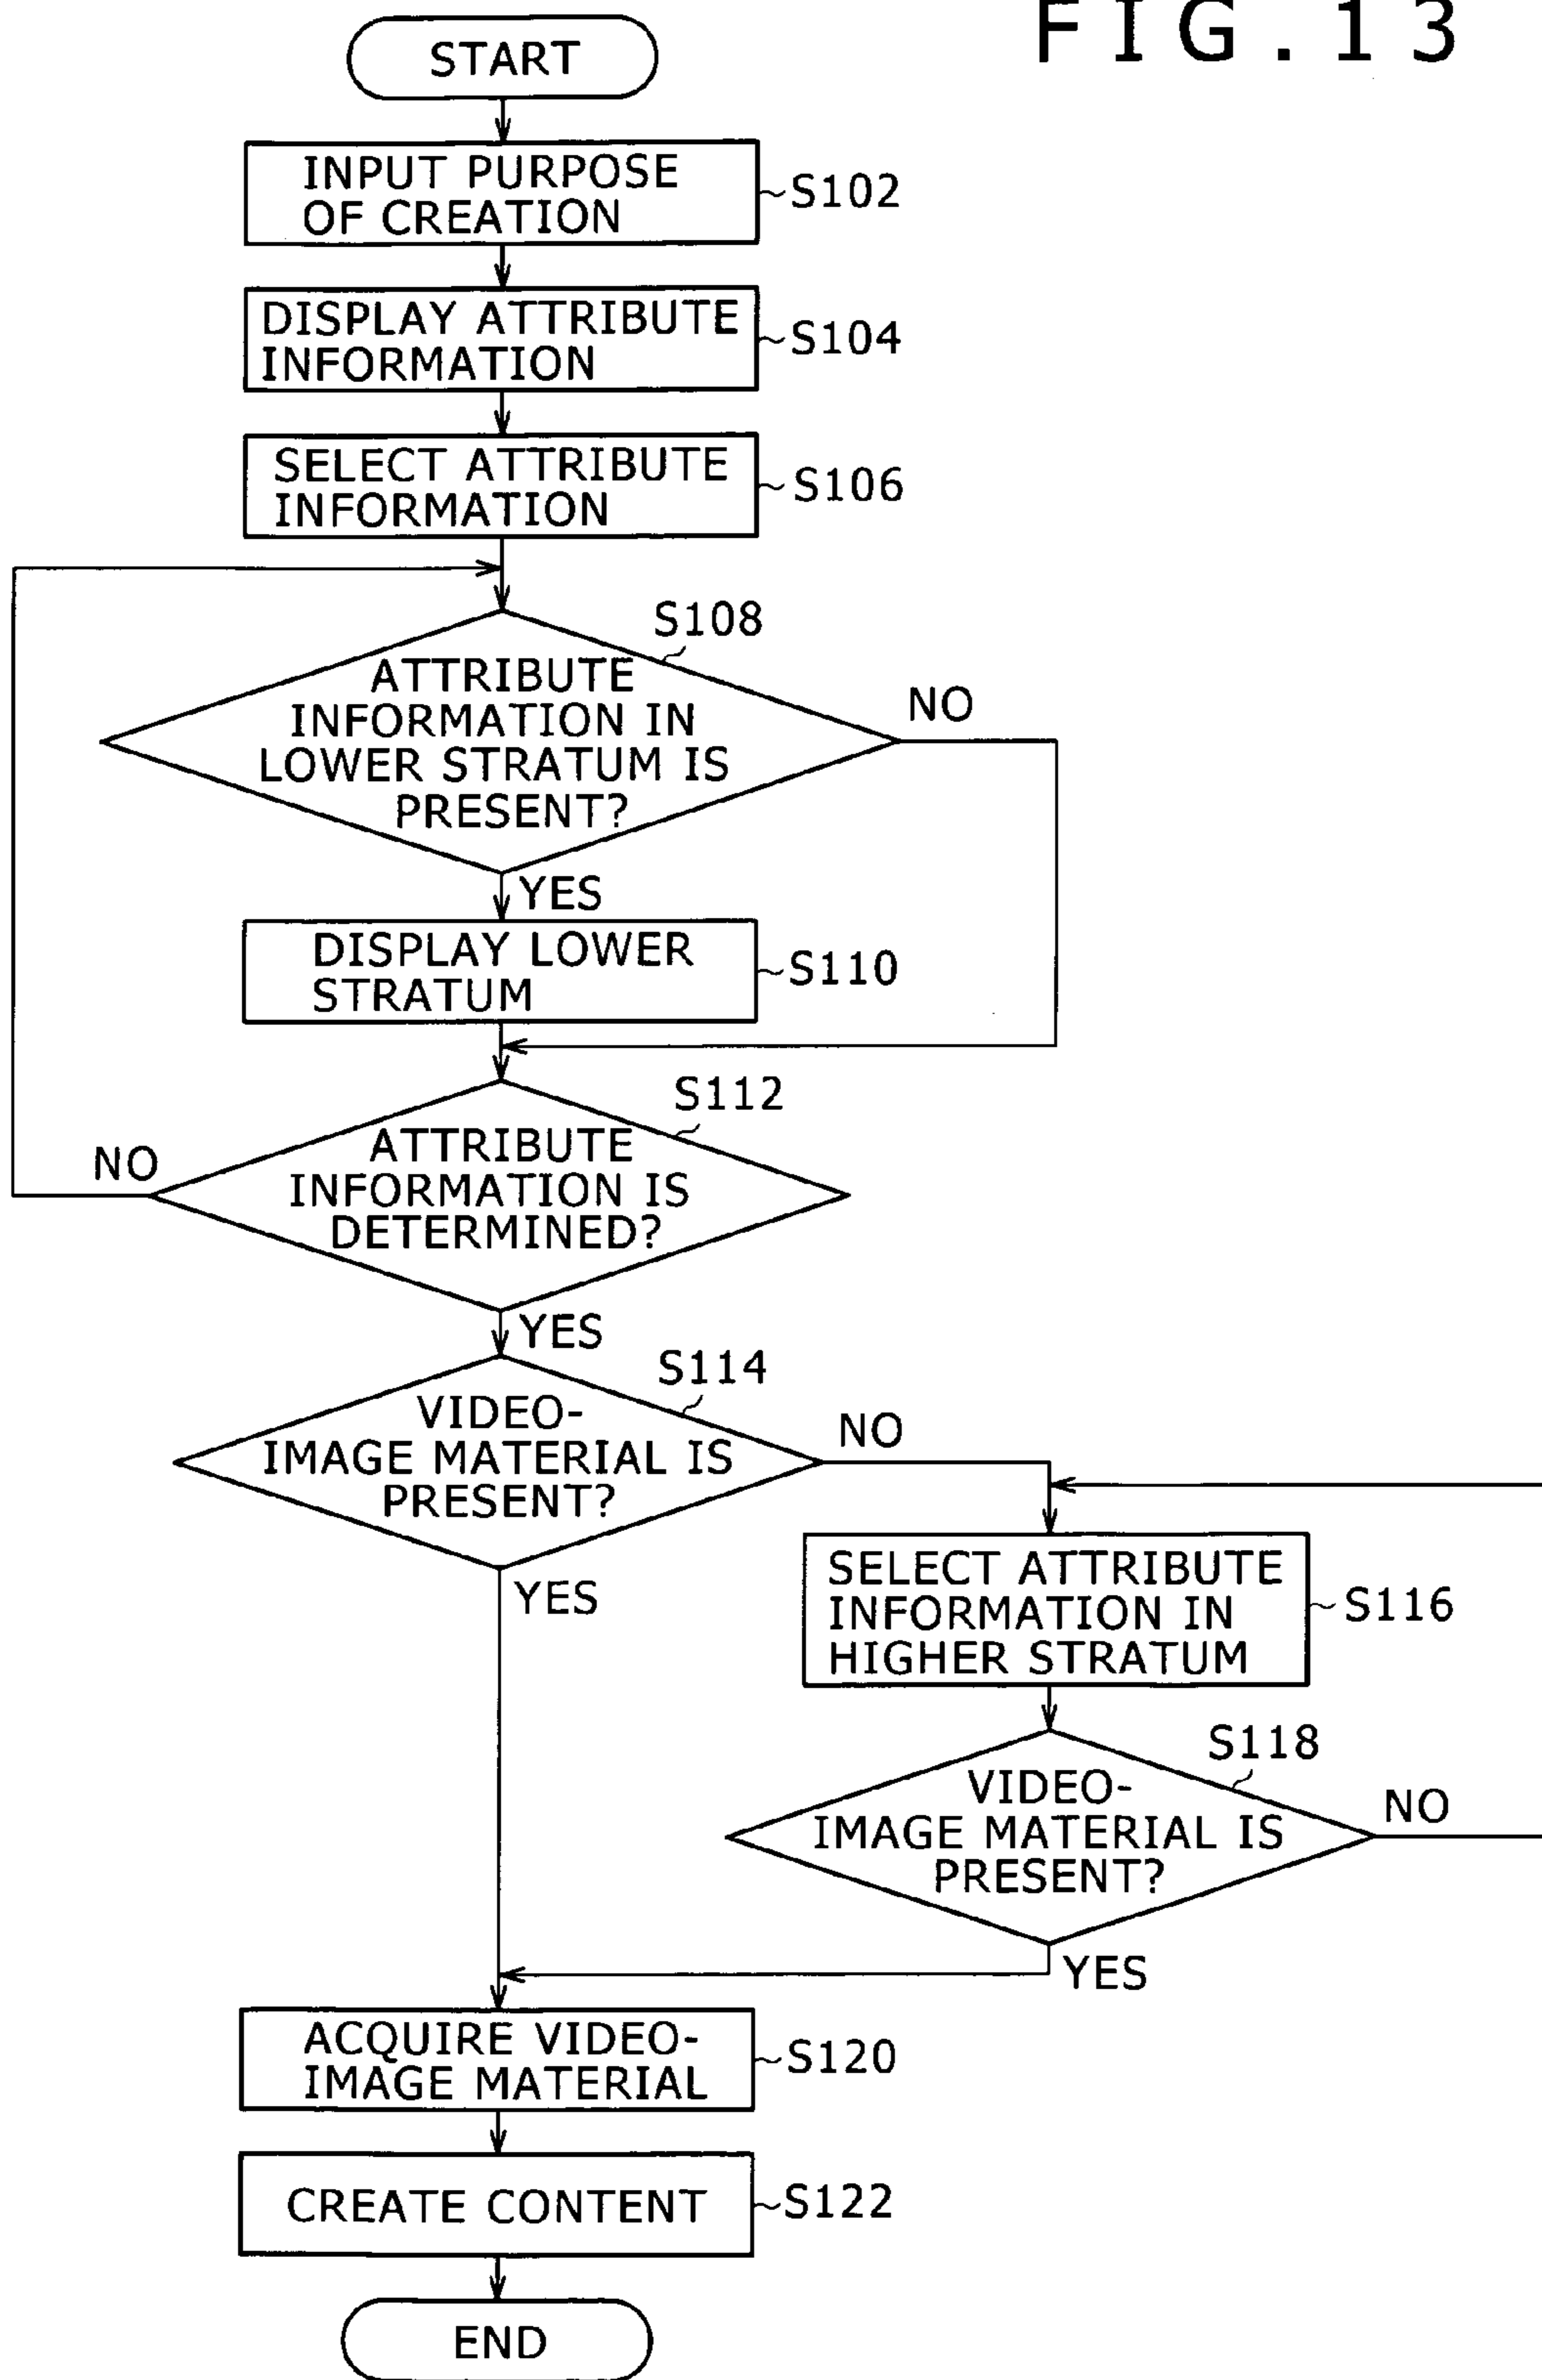 FIG.13
START
INPUT PURPOSE
OF CREATION
S102
DISPLAY ATTRIBUTE
INFORMATION
S104
SELECT ATTRIBUTE
INFORMATION
S106
S108
ATTRIBUTE
INFORMATION IN
LOWER STRATUM IS
PRESENT?
NO
YES
DISPLAY LOWER
STRATUM
S110
S112
ATTRIBUTE
INFORMATION IS
DETERMINED?
NO
YES
S114
VIDEO-
IMAGE MATERIAL IS
PRESENT?
NO
YES
SELECT ATTRIBUTE
INFORMATION IN
HIGHER STRATUM
S116
S118
VIDEO-
IMAGE MATERIAL IS
PRESENT?
NO
YES
ACQUIRE VIDEO-
IMAGE MATERIAL
S120
CREATE CONTENT
S122
END